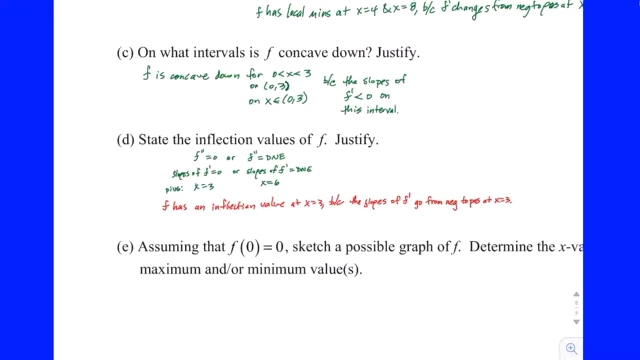 f has local mins at x=4 & x=8, b/c f' changes from neg to pos at x
(c) On what intervals is f concave down? Justify.
f is concave down for 0<x<3 b/c the slopes of
on (0,3) f'<0 on
on x∈(0,3) this interval.
(d) State the inflection values of f. Justify.
f''=0 or f''=DNE
slopes of f'=0 or slopes of f'=DNE
x=3 x=6
f has an inflection value at x=3, b/c the slopes of f' go from neg to pos at x=3.
(e) Assuming that f(0)=0, sketch a possible graph of f. Determine the x-va
maximum and/or minimum value(s).